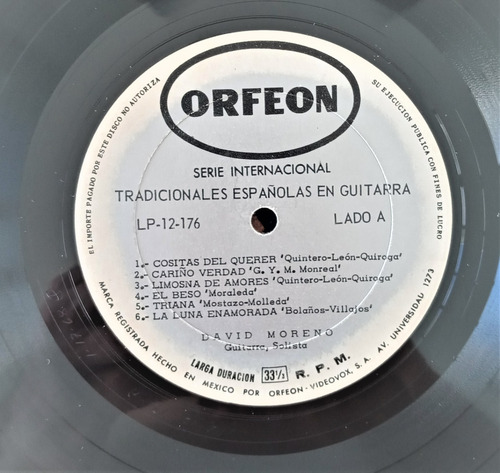 ORFEON
SERIE INTERNACIONAL
TRADICIONALES ESPAÑOLAS EN GUITARRA
LP-12-176 LADO A
1.- COSITAS DEL QUERER 'Quintero-León-Quiroga'
2.- CARIÑO VERDAD 'G. Y. M. Monreal'
3.- LIMOSNA DE AMORES 'Quintero-León-Quiroga'
4.- EL BESO 'Moraleda'
5.- TRIANA 'Mostazo-Molleda'
6.- LA LUNA ENAMORADA 'Bolaños-Villajos'
DAVID MORENO
Guitarra, Solista
LARGA DURACION 33⅓ R. P. M.
EL IMPORTE PAGADO POR ESTE DISCO NO AUTORIZA
SU EJECUCION PUBLICA CON FINES DE LUCRO
MARCA REGISTRADA HECHO EN MEXICO POR ORFEON-VIDEOVOX, S.A. AV. UNIVERSIDAD 1273